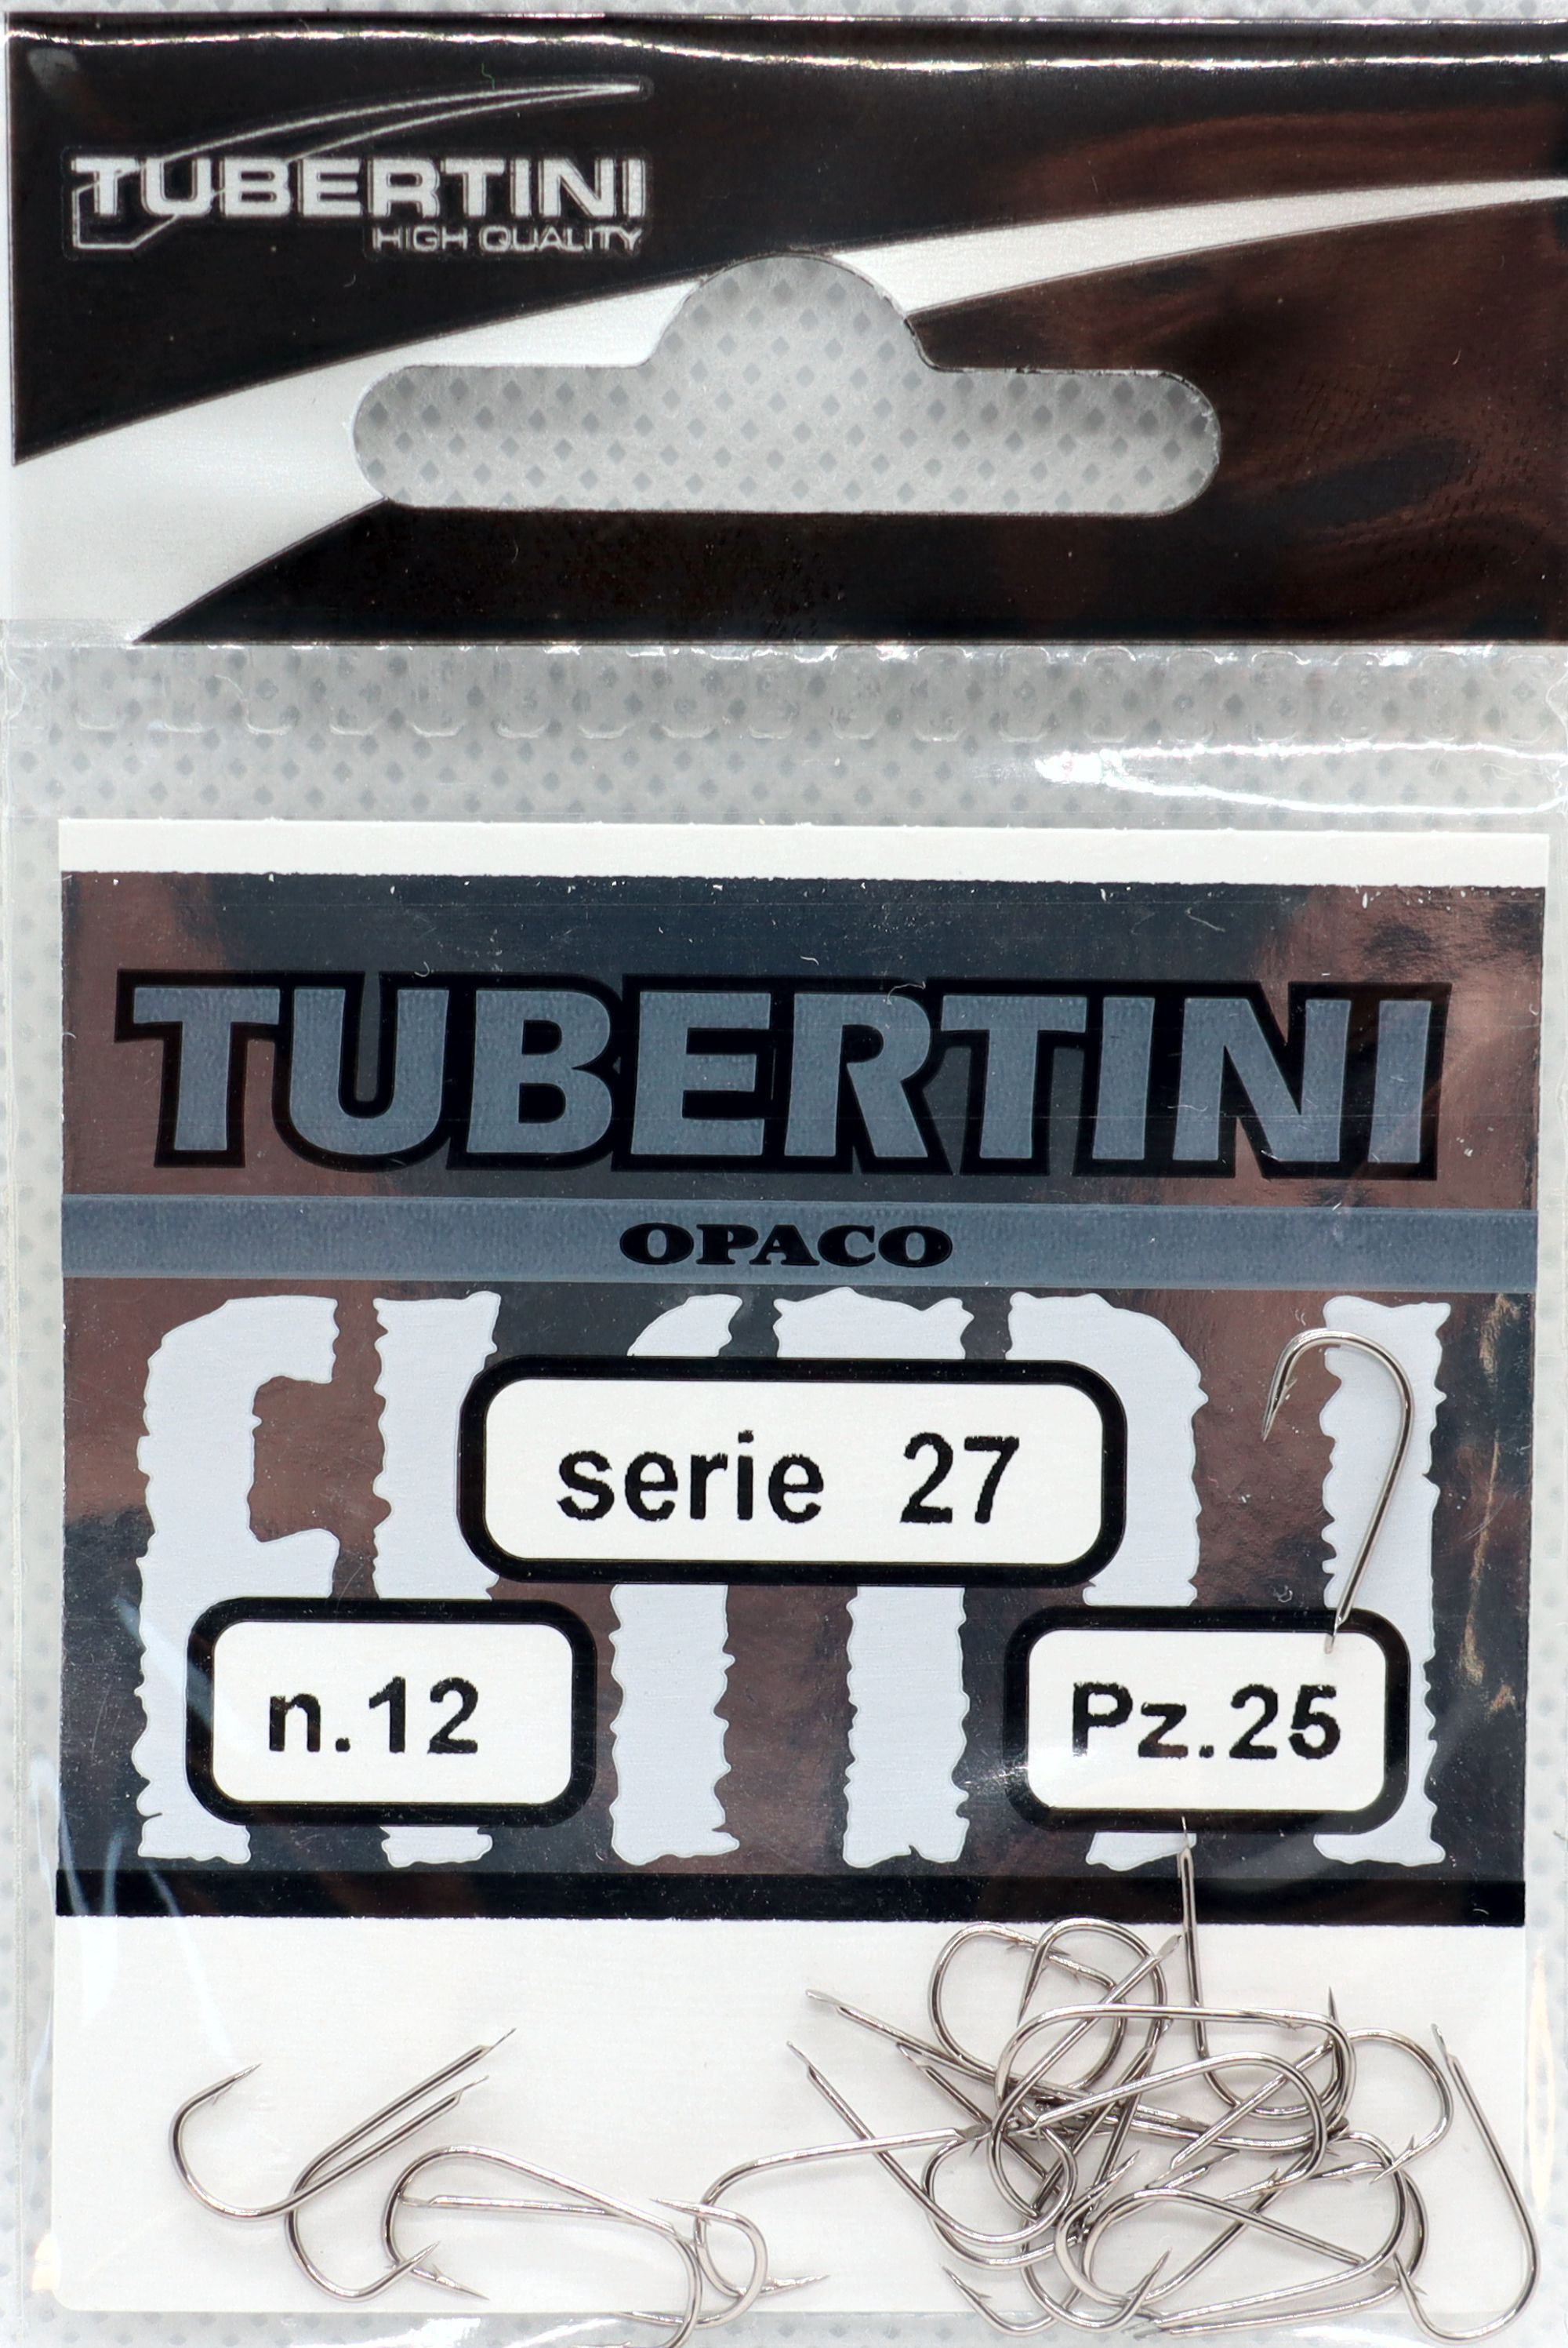 TUBERTINI
HIGH QUALITY
TUBERTINI
OPACO
serie 27
n.12
Pz.25